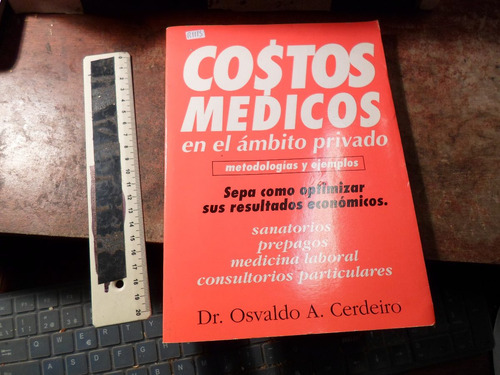 CO$TOS
MEDICOS
en el ámbito privado
metodologías y ejemplos
Sepa como optimizar
sus resultados económicos.
sanatorios
prepagos
medicina laboral
consultorios particulares
Dr. Osvaldo A. Cerdeiro